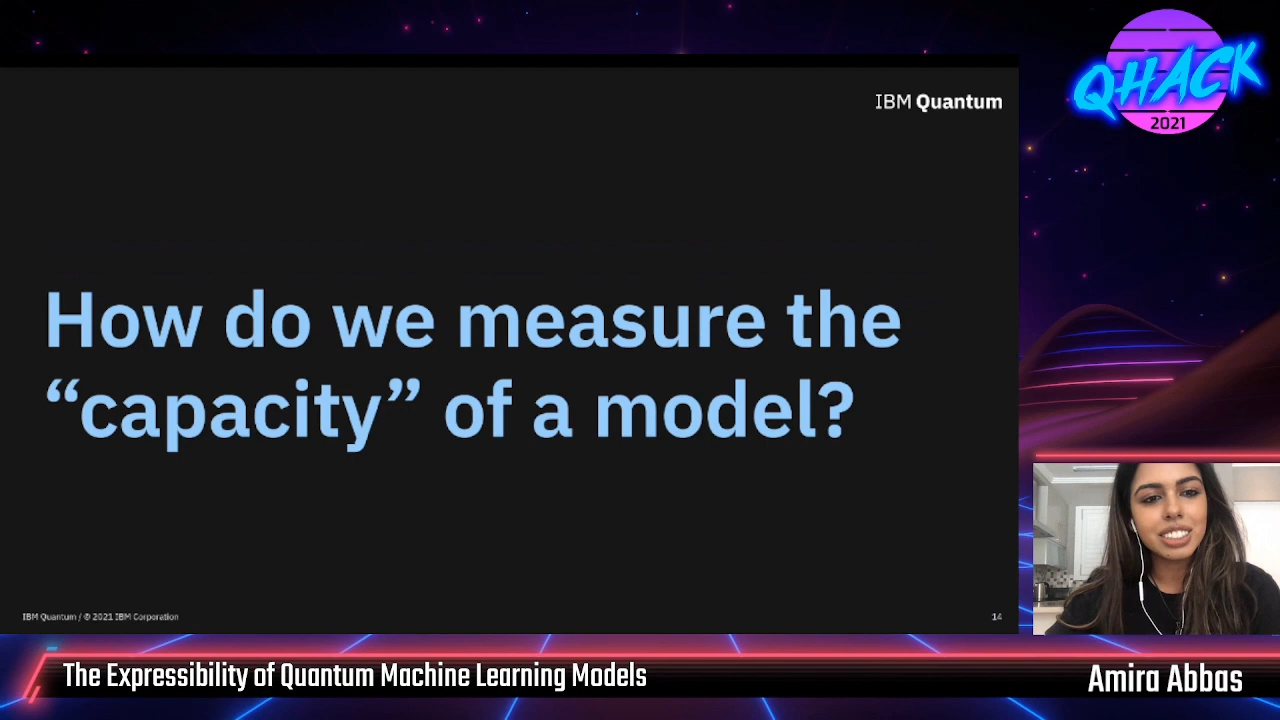 QHACK
2021
IBM Quantum
How do we measure the
“capacity” of a model?
IBM Quantum / © 2021 IBM Corporation
14
The Expressibility of Quantum Machine Learning Models
Amira Abbas